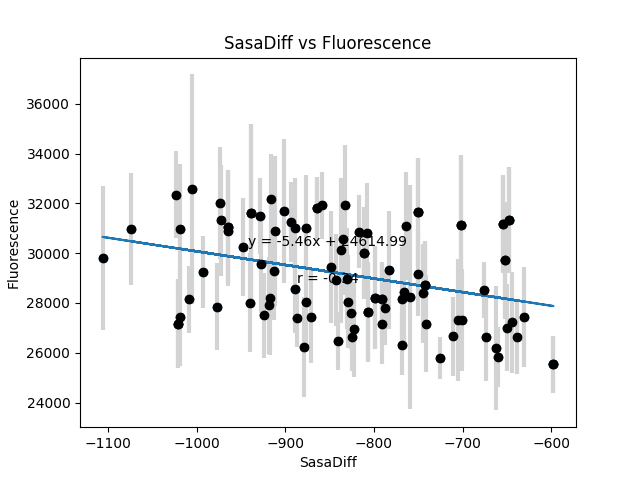 SasaDiff vs Fluorescence
Fluorescence
36000
34000
32000
30000
28000
26000
24000
y = -5.46x + 24614.99
r =
−1100
−1000
−900
−800
−700
−600
SasaDiff